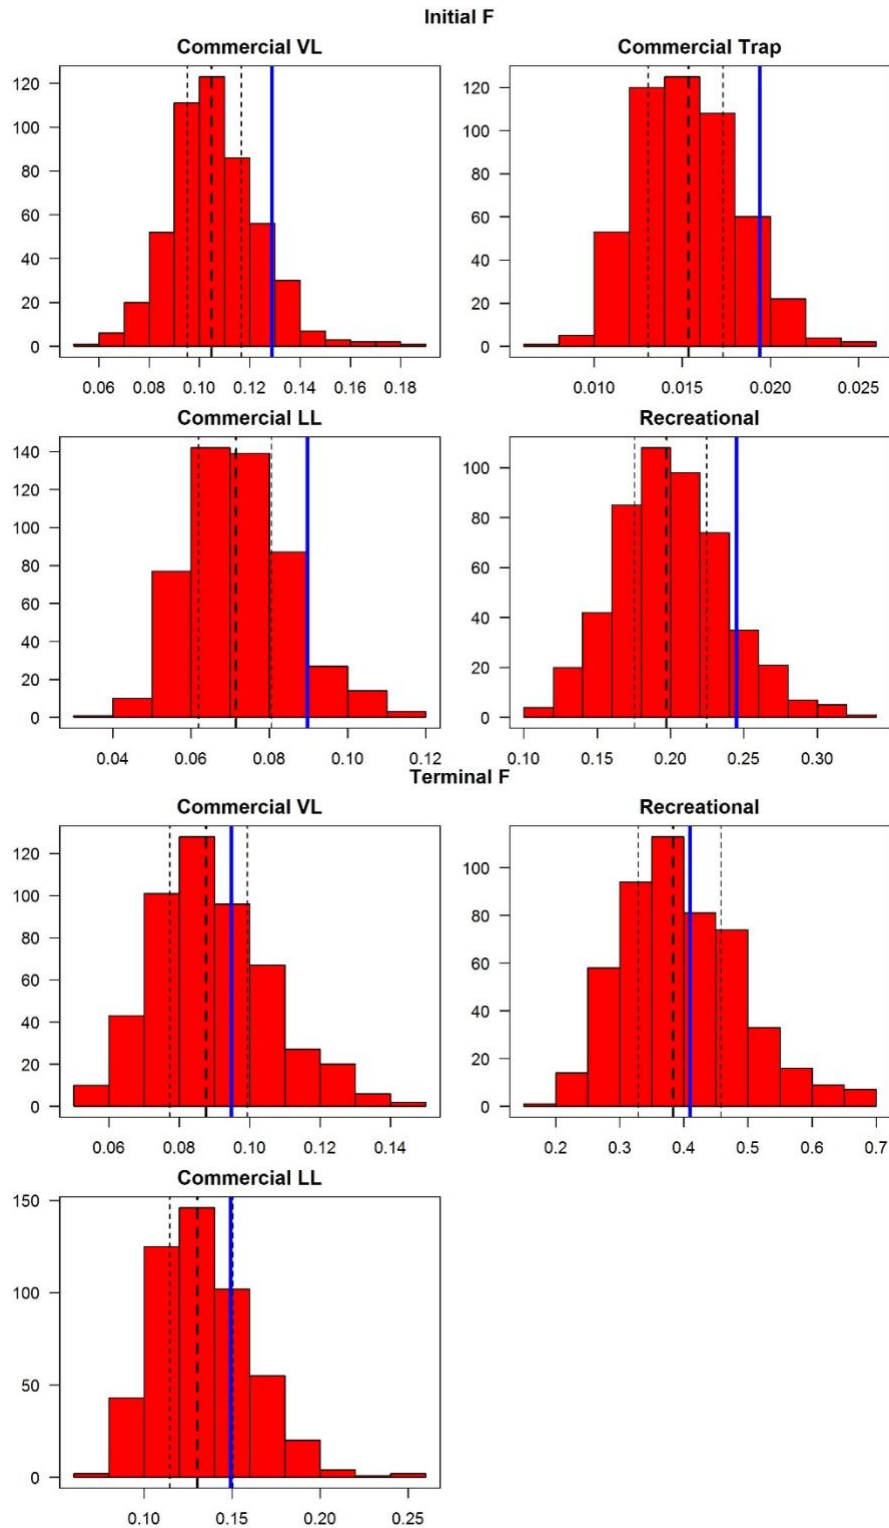 Initial F
Commercial VL
Commercial Trap
120
100
80
60
40
20
0
0.06 0.08 0.10 0.12 0.14 0.16 0.18
120
100
80
60
40
20
0
0.010 0.015 0.020 0.025
Commercial LL
Recreational
140
120
100
80
60
40
20
0
0.04 0.06 0.08 0.10 0.12
100
80
60
40
20
0
0.10 0.15 0.20 0.25 0.30
Terminal F
Commercial VL
Recreational
120
100
80
60
40
20
0
0.06 0.08 0.10 0.12 0.14
100
80
60
40
20
0
0.2 0.3 0.4 0.5 0.6 0.7
Commercial LL
150
100
50
0
0.10 0.15 0.20 0.25